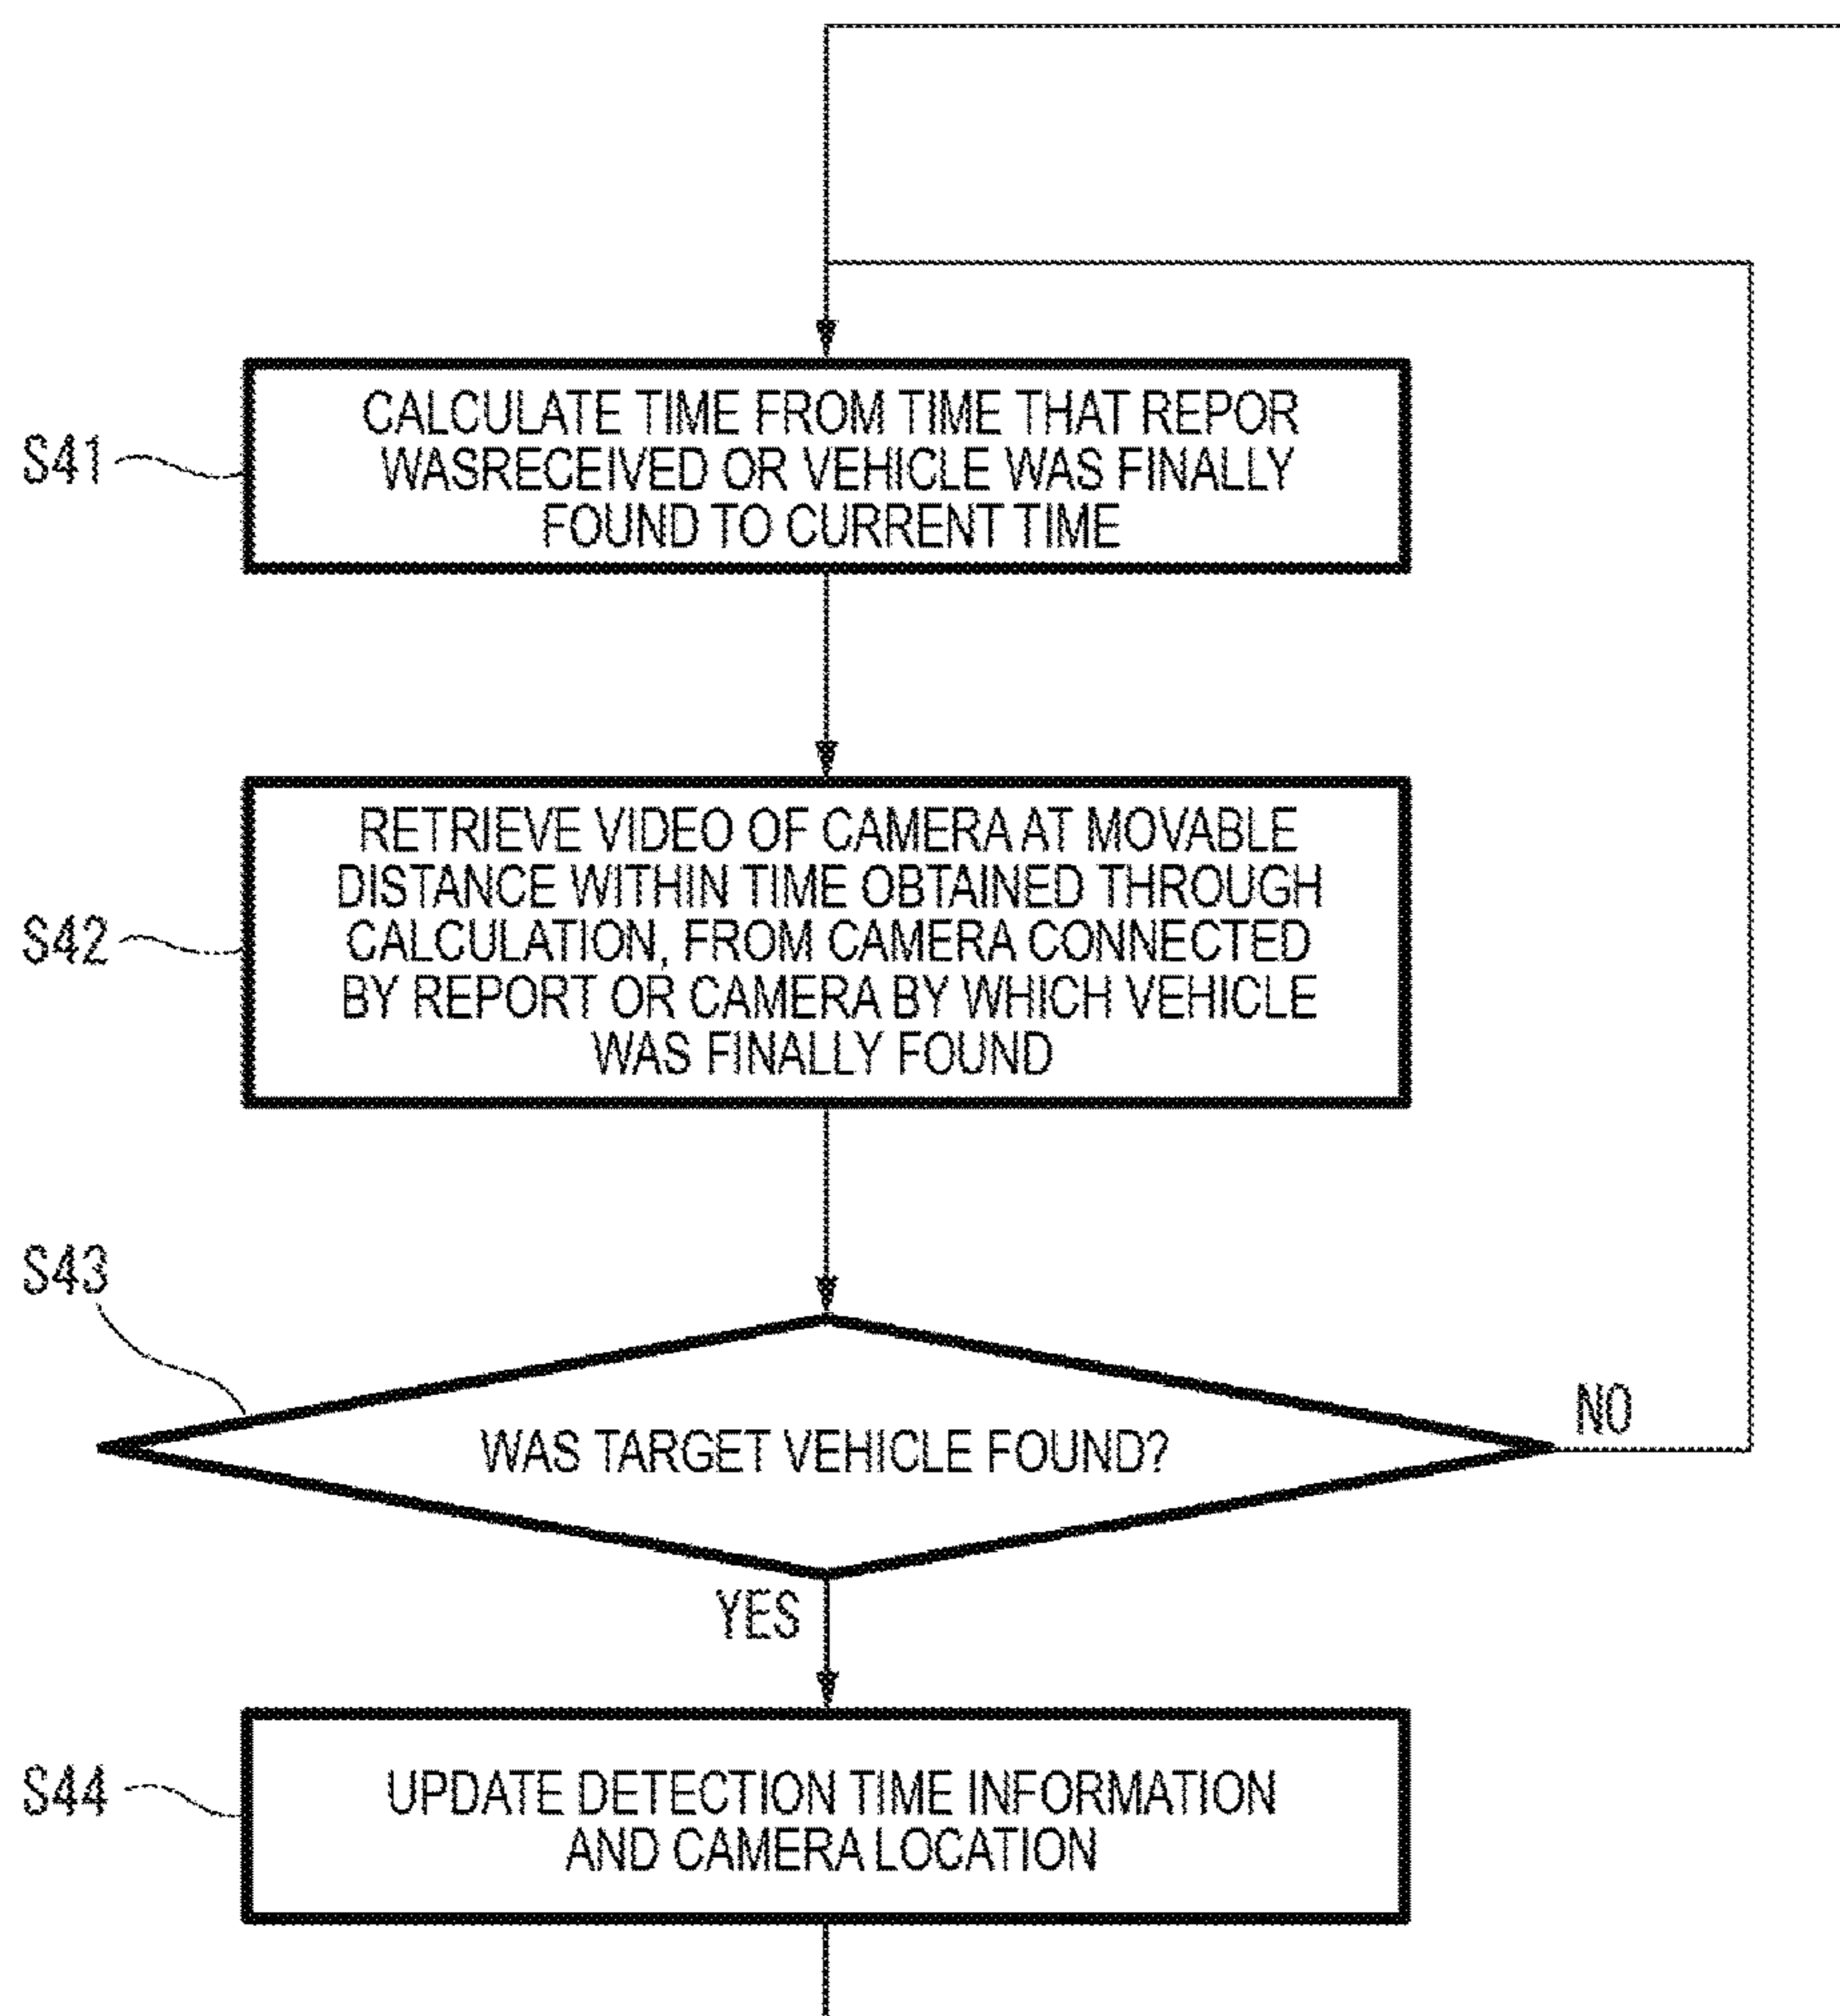 S41
CALCULATE TIME FROM TIME THAT REPOR
WASRECEIVED OR VEHICLE WAS FINALLY
FOUND TO CURRENT TIME
S42
RETRIEVE VIDEO OF CAMERA AT MOVABLE
DISTANCE WITHIN TIME OBTAINED THROUGH
CALCULATION, FROM CAMERA CONNECTED
BY REPORT OR CAMERA BY WHICH VEHICLE
WAS FINALLY FOUND
S43
WAS TARGET VEHICLE FOUND?
NO
YES
S44
UPDATE DETECTION TIME INFORMATION
AND CAMERA LOCATION